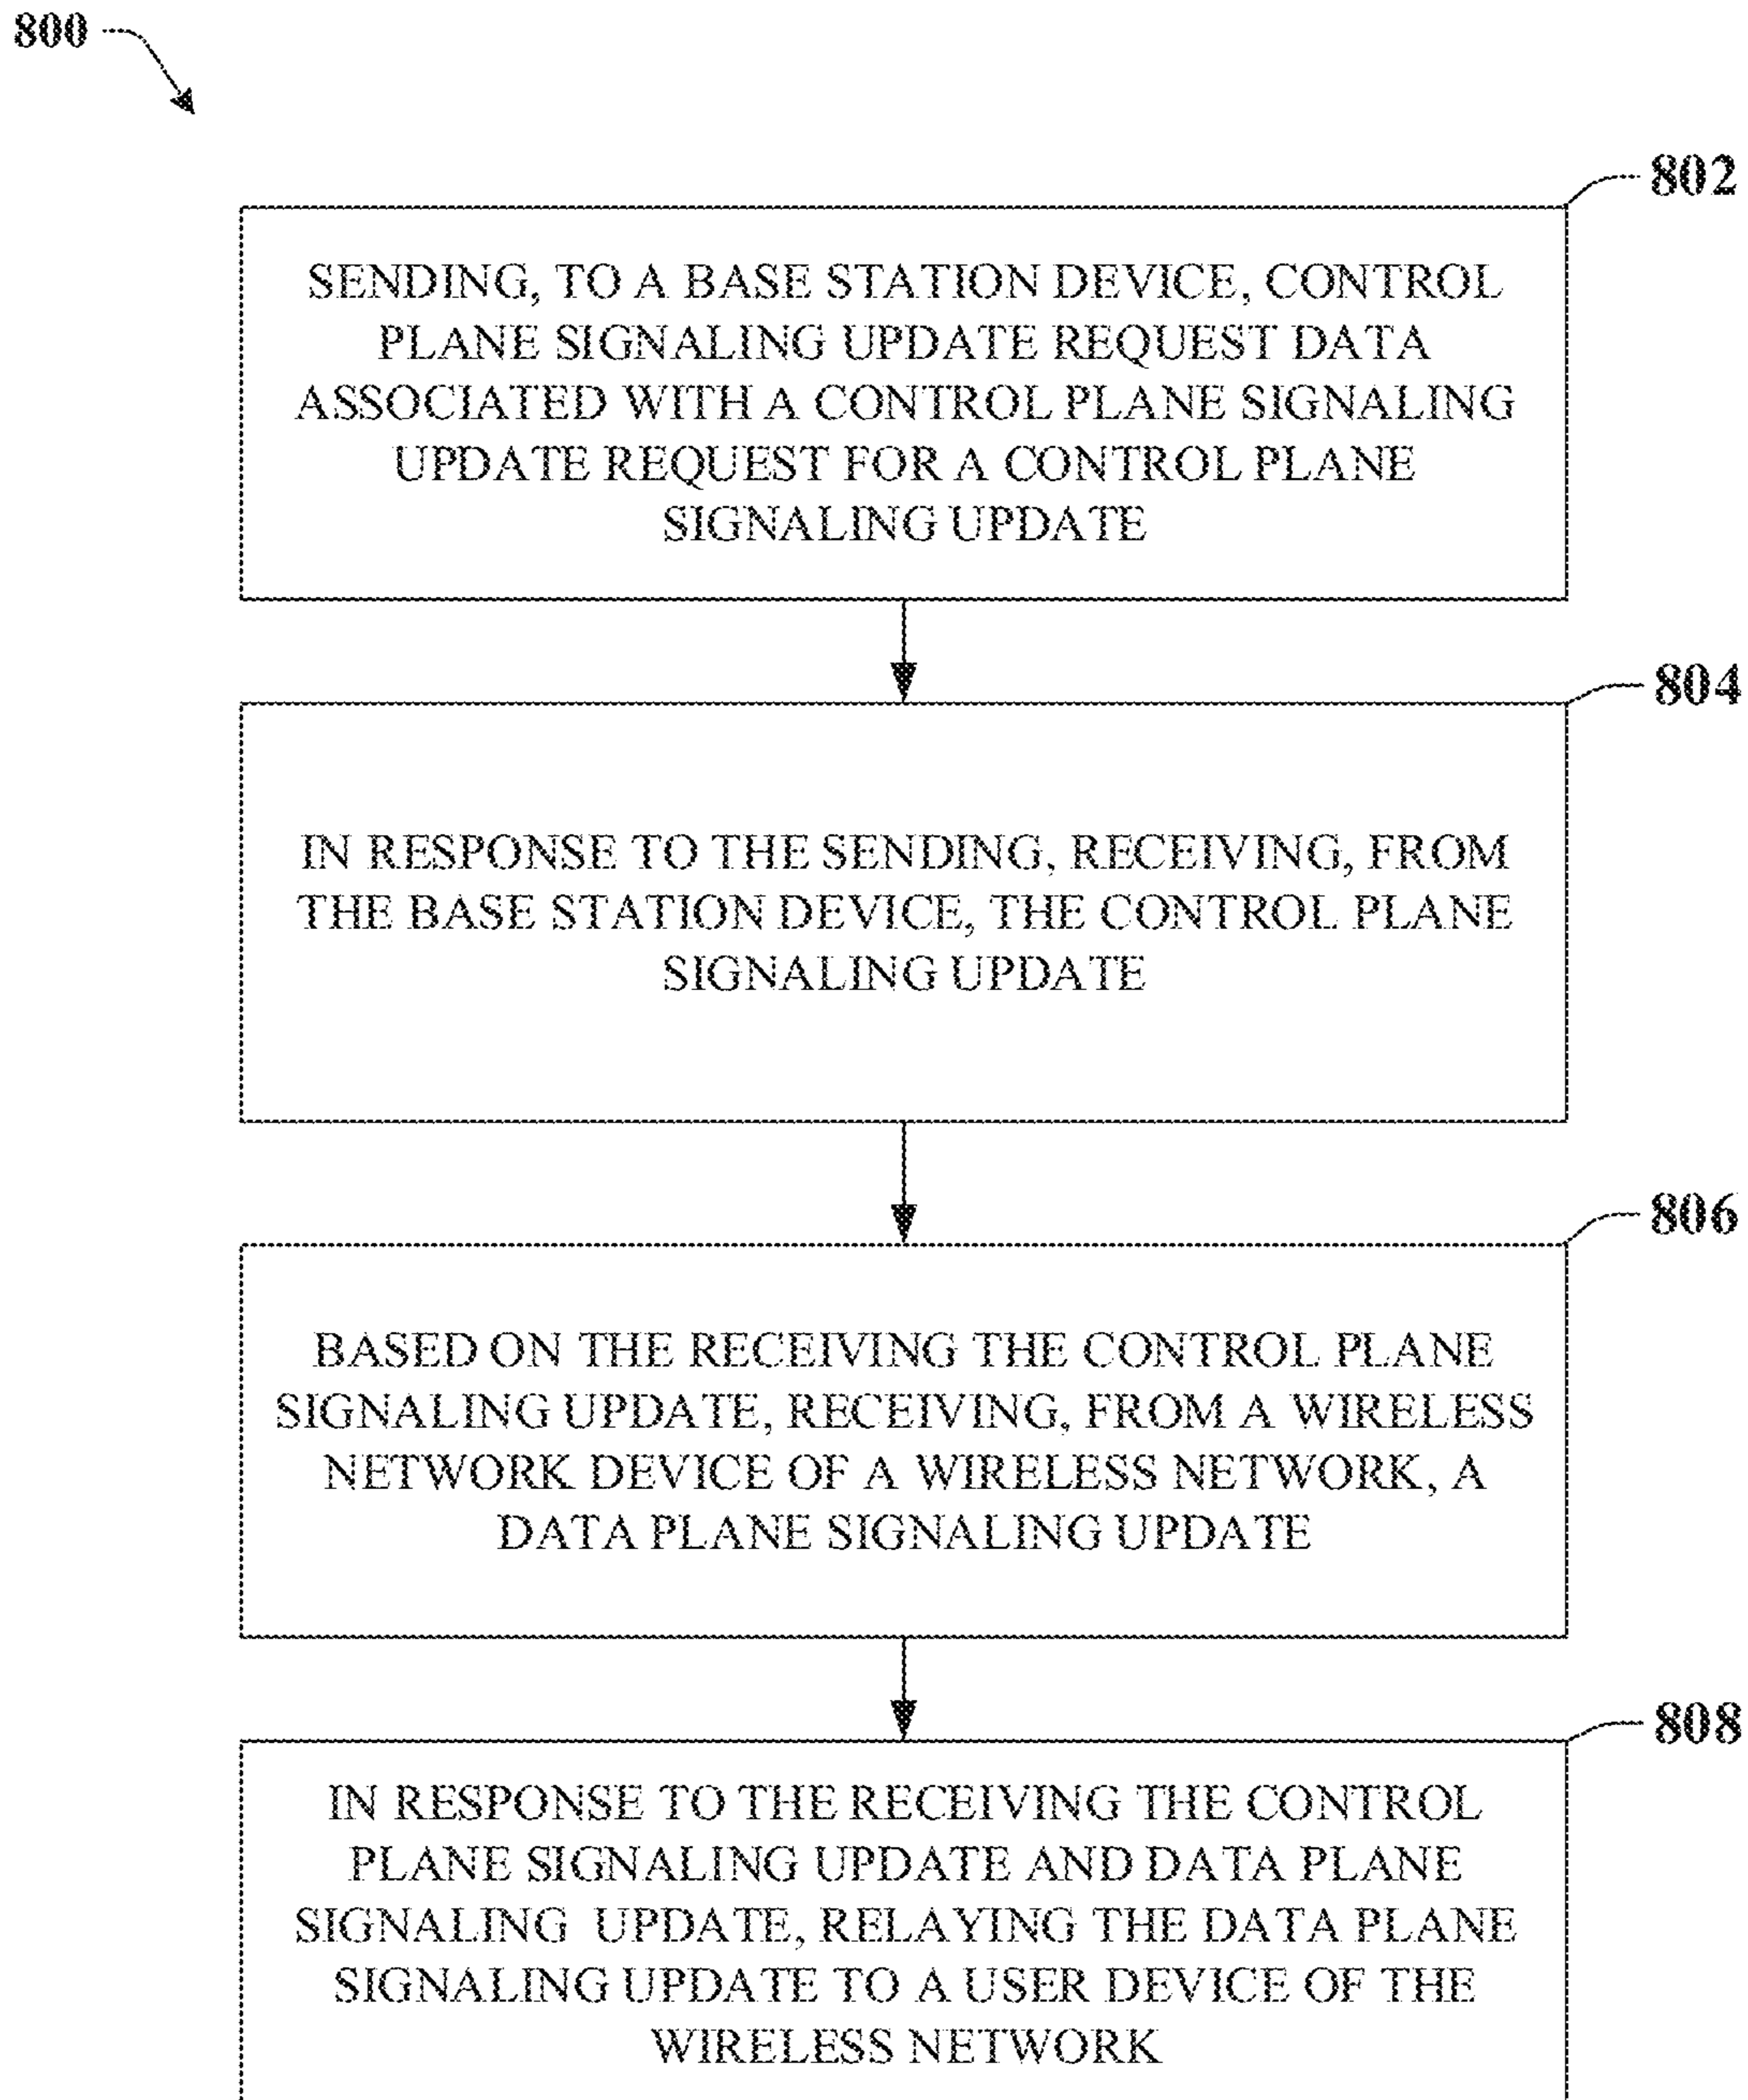 800
802
SENDING, TO A BASE STATION DEVICE, CONTROL
PLANE SIGNALING UPDATE REQUEST DATA
ASSOCIATED WITH A CONTROL PLANE SIGNALING
UPDATE REQUEST FOR A CONTROL PLANE
SIGNALING UPDATE
804
IN RESPONSE TO THE SENDING, RECEIVING, FROM
THE BASE STATION DEVICE, THE CONTROL PLANE
SIGNALING UPDATE
806
BASED ON THE RECEIVING THE CONTROL PLANE
SIGNALING UPDATE, RECEIVING, FROM A WIRELESS
NETWORK DEVICE OF A WIRELESS NETWORK, A
DATA PLANE SIGNALING UPDATE
808
IN RESPONSE TO THE RECEIVING THE CONTROL
PLANE SIGNALING UPDATE AND DATA PLANE
SIGNALING UPDATE, RELAYING THE DATA PLANE
SIGNALING UPDATE TO A USER DEVICE OF THE
WIRELESS NETWORK